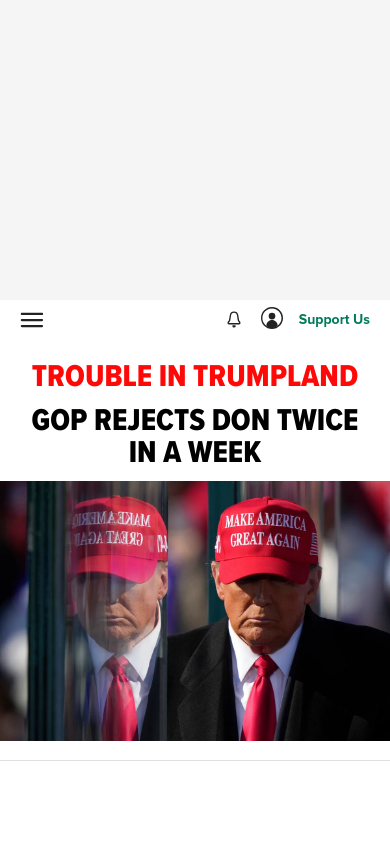 Support Us
TROUBLE IN TRUMPLAND
GOP REJECTS DON TWICE
IN A WEEK
MAKE AMERICA
GREAT AGAIN
MAKE AMERICA
GREAT AGAIN